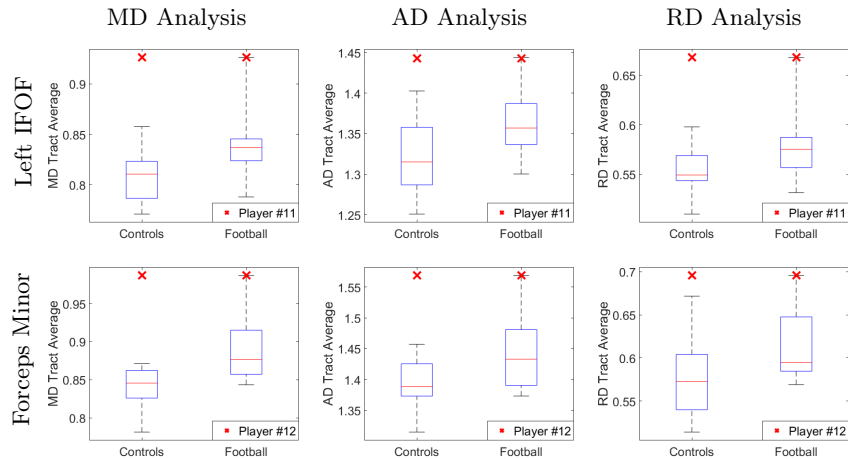 MD Analysis
AD Analysis
RD Analysis
Left IFOF
MD Tract Average
0.9
0.85
0.8
Controls
Football
Player #11
AD Tract Average
1.45
1.4
1.35
1.3
1.25
Controls
Football
Player #11
RD Tract Average
0.65
0.6
0.55
Controls
Football
Player #11
Forceps Minor
MD Tract Average
0.95
0.9
0.85
0.8
Controls
Football
Player #12
AD Tract Average
1.55
1.5
1.45
1.4
1.35
Controls
Football
Player #12
RD Tract Average
0.7
0.65
0.6
0.55
Controls
Football
Player #12